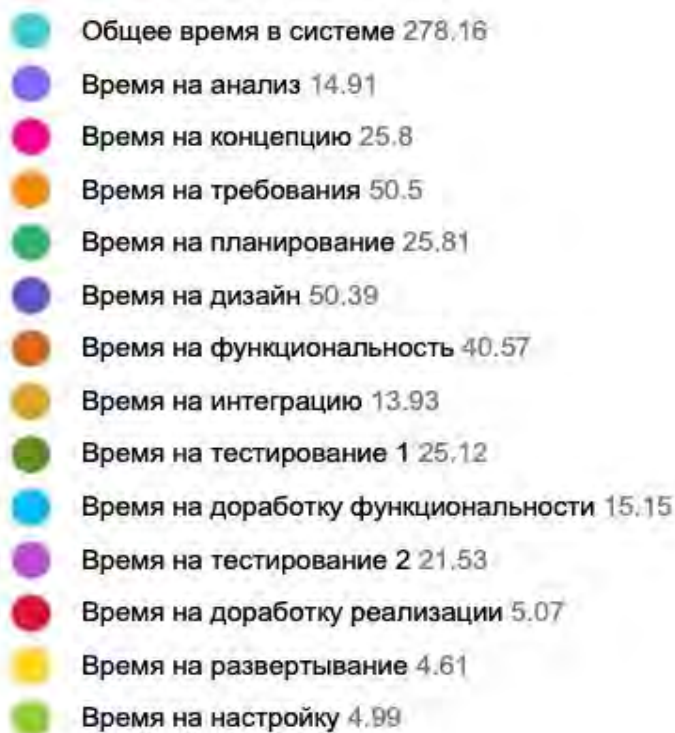 Общее время в системе 278.16
Время на анализ 14.91
Время на концепцию 25.8
Время на требования 50.5
Время на планирование 25.81
Время на дизайн 50.39
Время на функциональность 40.57
Время на интеграцию 13.93
Время на тестирование 1 25.12
Время на доработку функциональности 15.15
Время на тестирование 2 21.53
Время на доработку реализации 5.07
Время на развертывание 4.61
Время на настройку 4.99